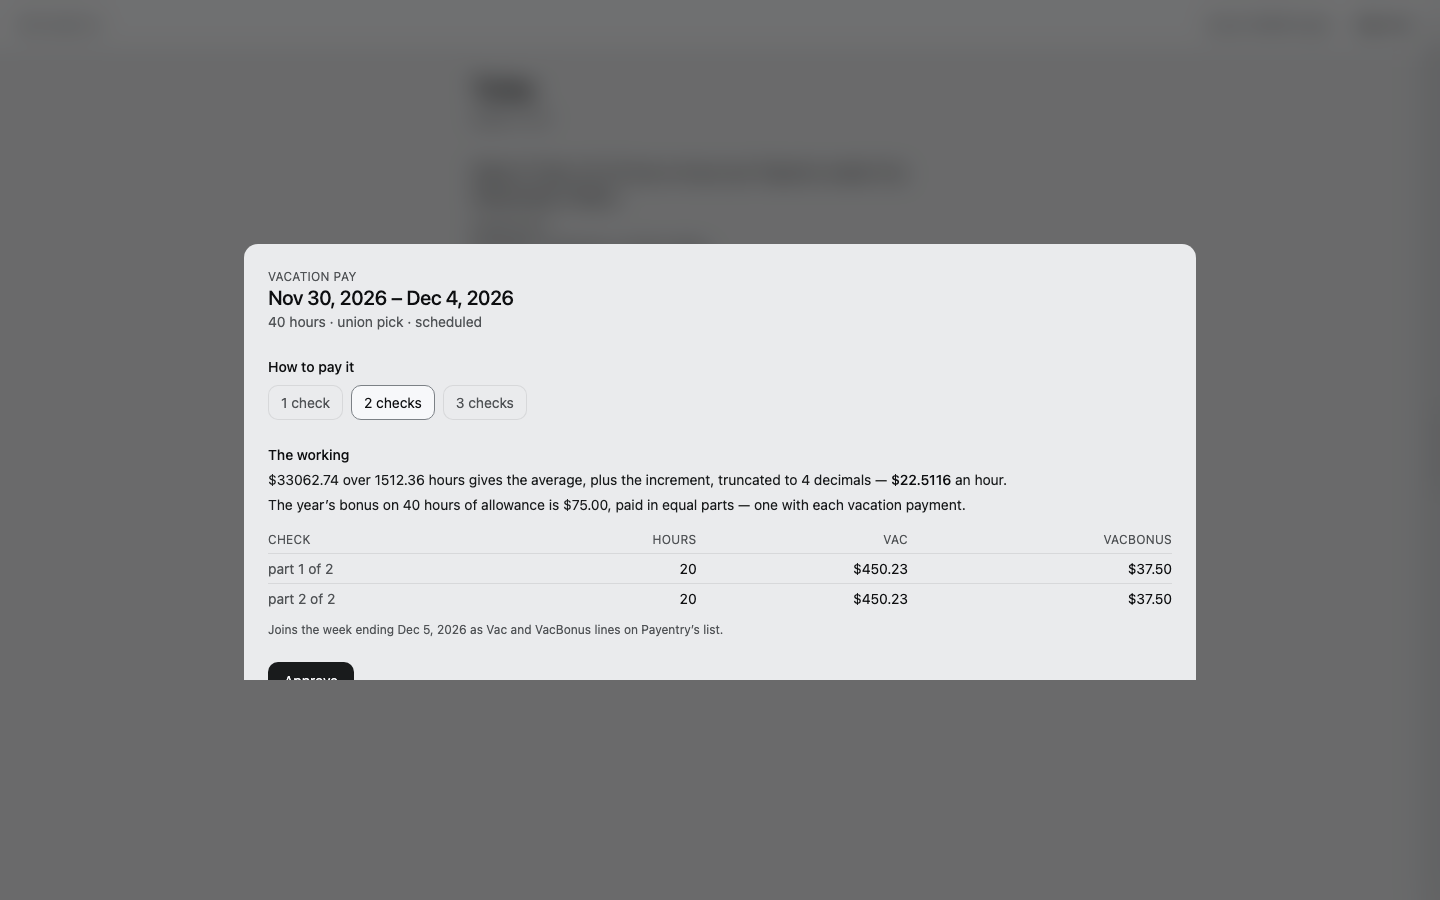 VACATION PAY
Nov 30, 2026 – Dec 4, 2026
40 hours · union pick · scheduled
How to pay it
1 check 2 checks 3 checks
The working
$33062.74 over 1512.36 hours gives the average, plus the increment, truncated to 4 decimals — $22.5116 an hour.
The year’s bonus on 40 hours of allowance is $75.00, paid in equal parts — one with each vacation payment.
CHECK HOURS VAC VACBONUS
part 1 of 2 20 $450.23 $37.50
part 2 of 2 20 $450.23 $37.50
Joins the week ending Dec 5, 2026 as Vac and VacBonus lines on Payentry’s list.
Approve